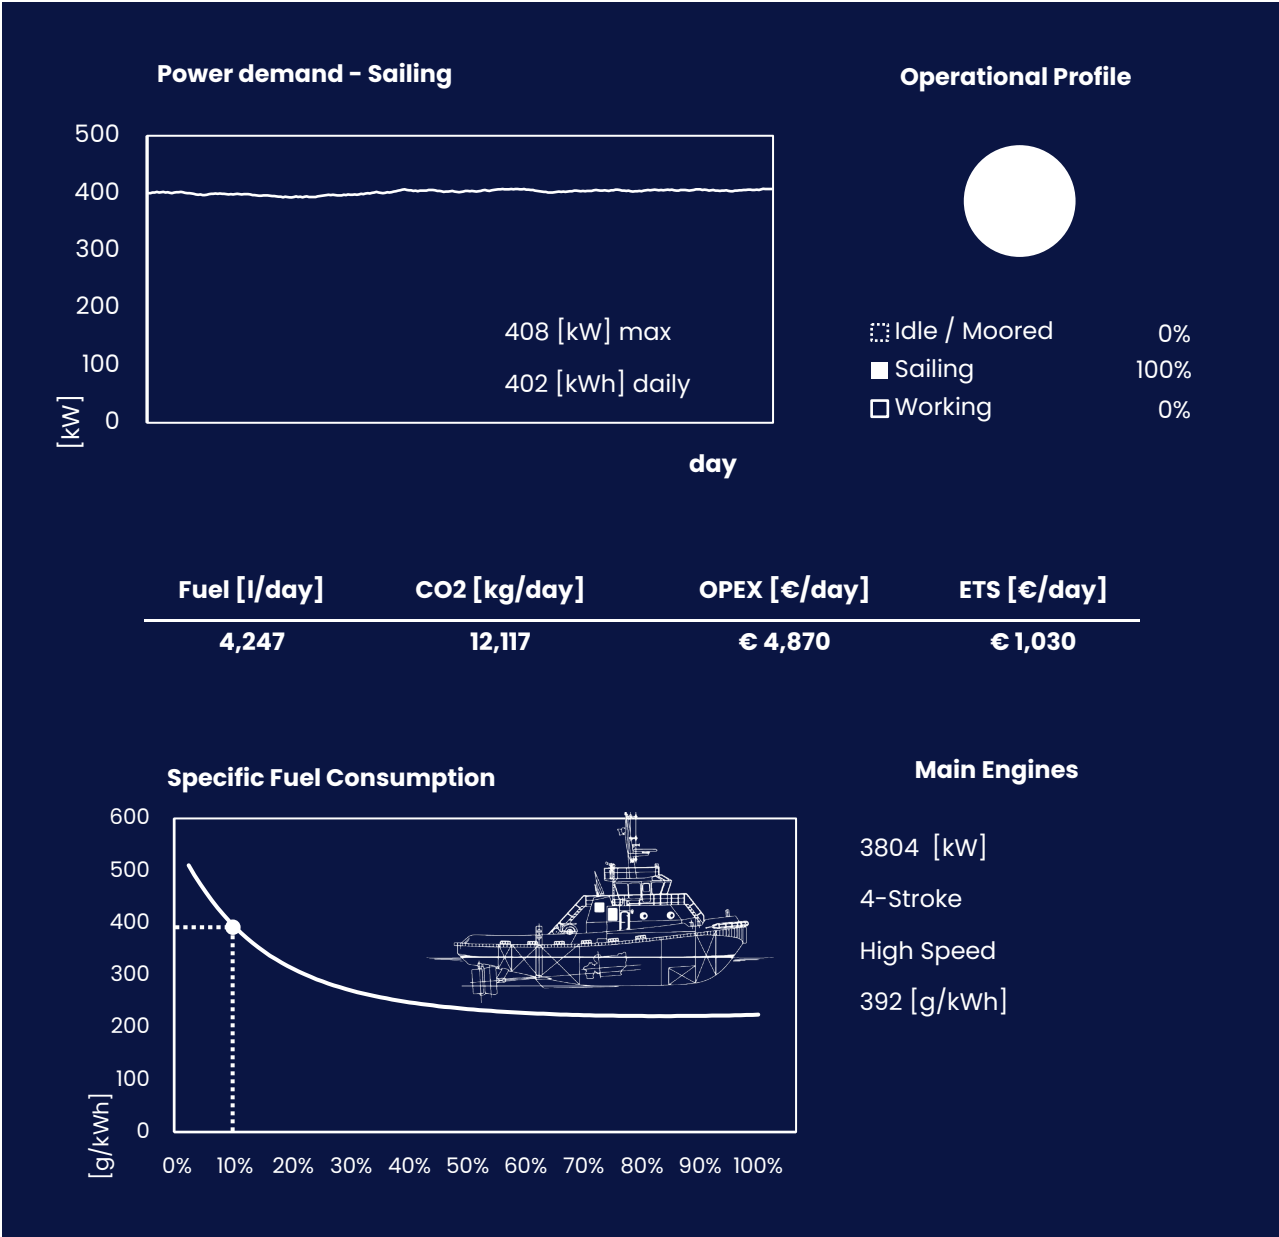 Power demand - Sailing
Operational Profile
500
400
300
200
100
0
[kW]
408 [kW] max
402 [kWh] daily
day
Idle / Moored 0%
Sailing 100%
Working 0%
Fuel [l/day] CO2 [kg/day] OPEX [€/day] ETS [€/day]
4,247 12,117 € 4,870 € 1,030
Specific Fuel Consumption
Main Engines
600
500
400
300
200
100
0
[g/kWh]
0% 10% 20% 30% 40% 50% 60% 70% 80% 90% 100%
3804 [kW]
4-Stroke
High Speed
392 [g/kWh]